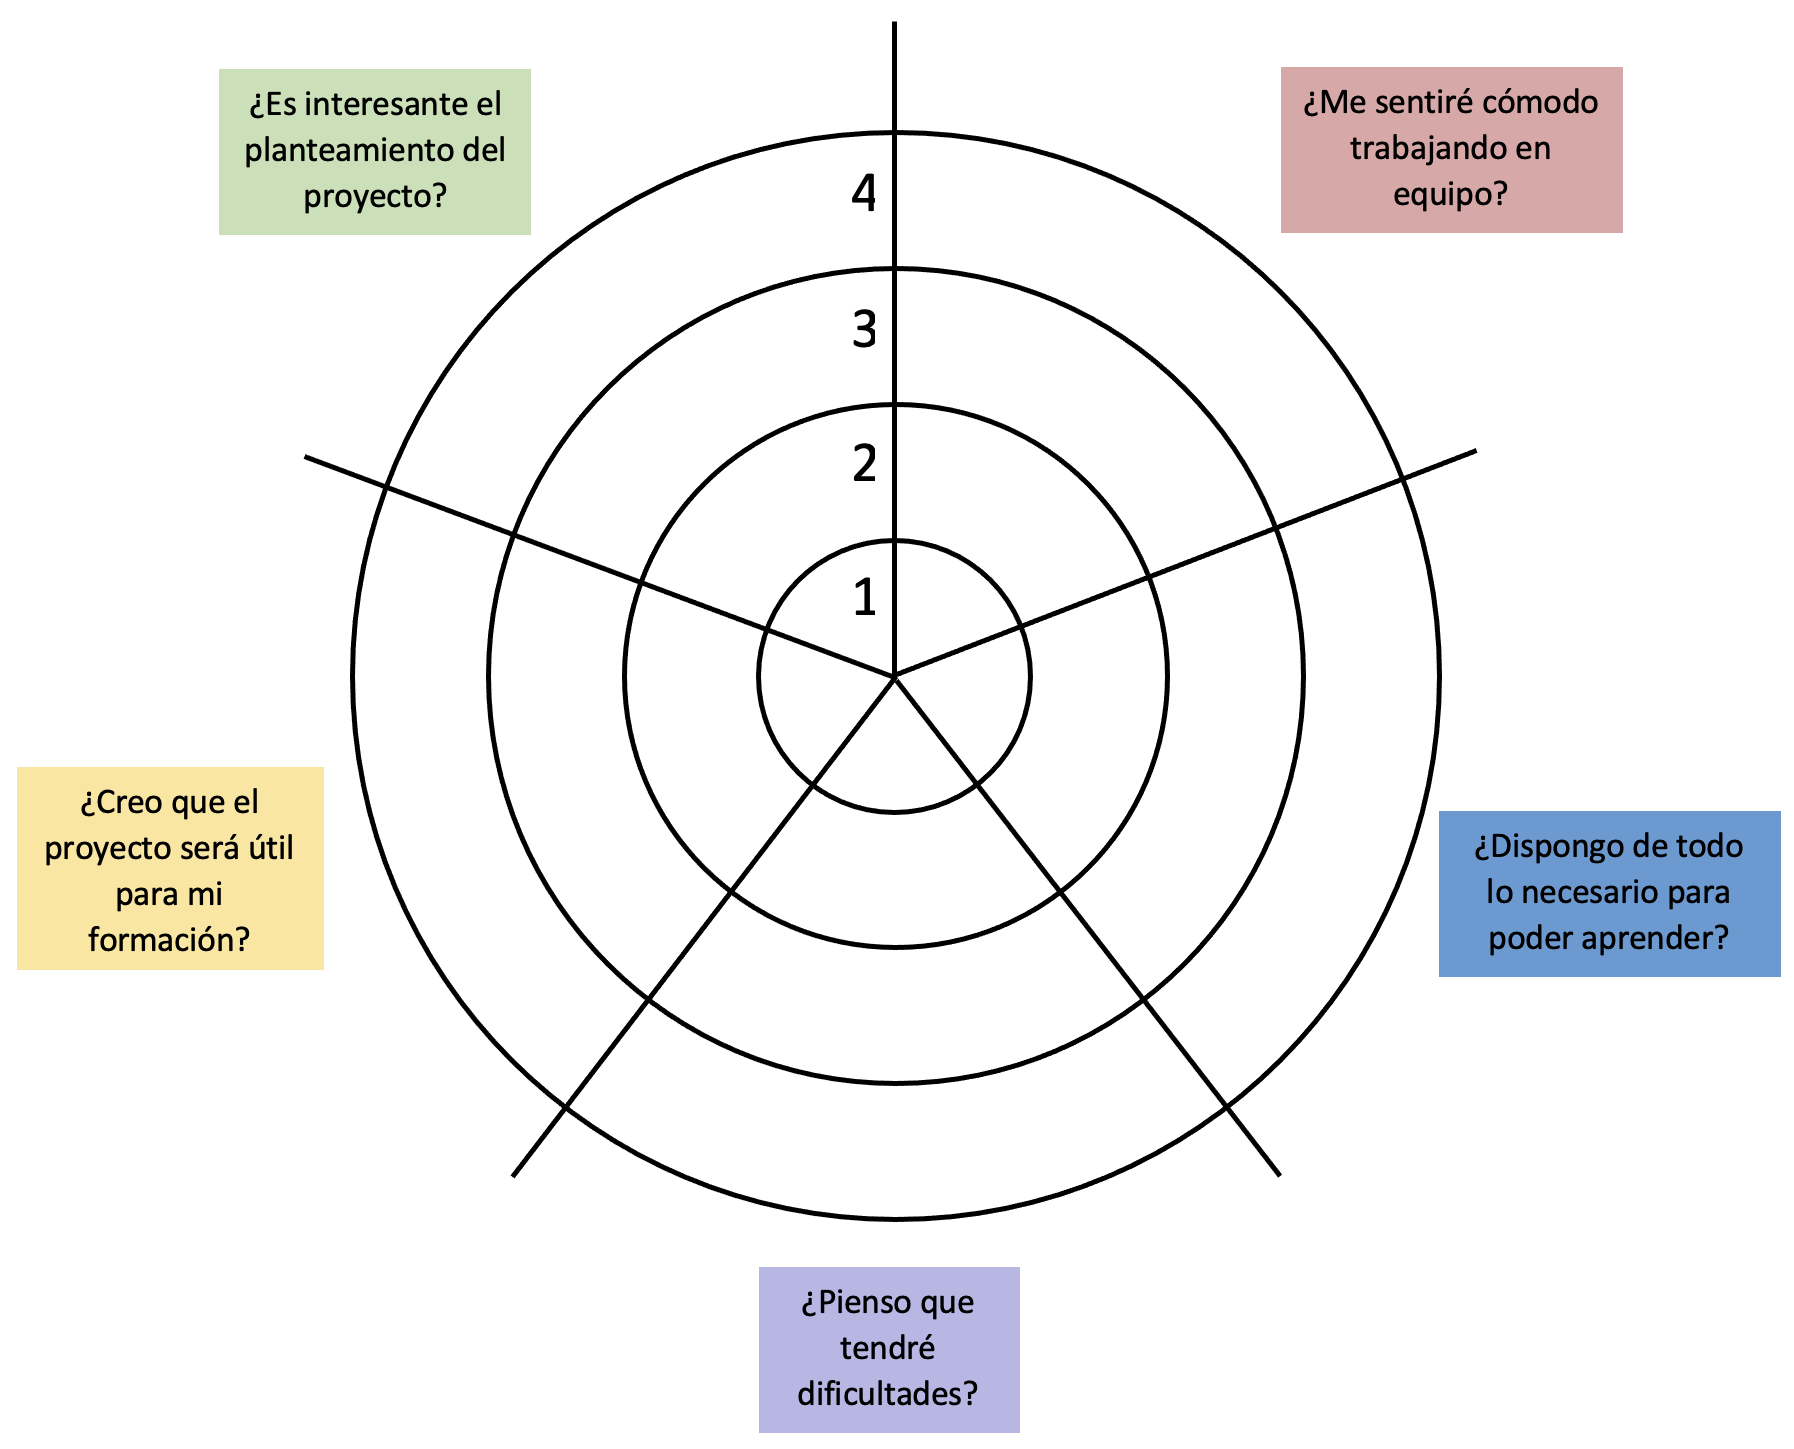 ¿Es interesante el
planteamiento del
proyecto?
¿Me sentiré cómodo
trabajando en
equipo?
4
3
2
1
¿Creo que el
proyecto será útil
para mi
formación?
¿Dispongo de todo
lo necesario para
poder aprender?
¿Pienso que
tendré
dificultades?